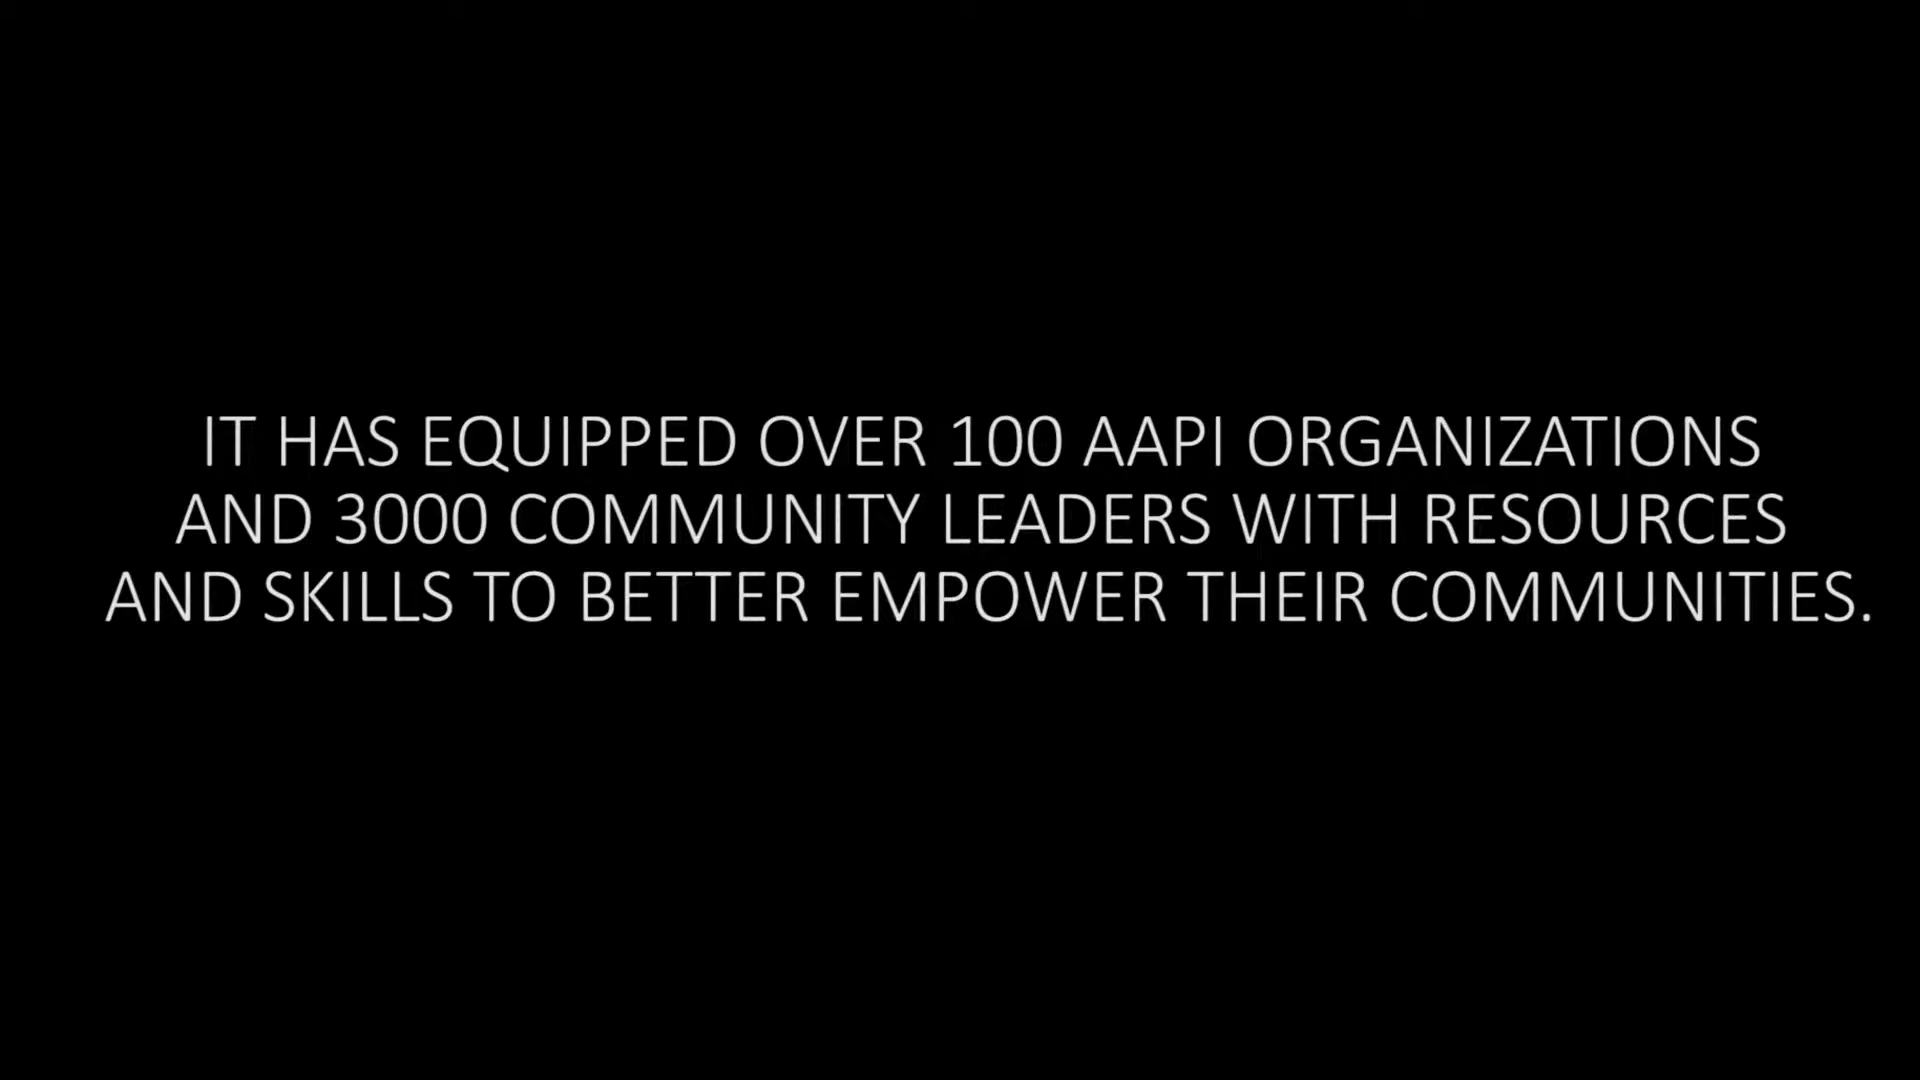 IT HAS EQUIPPED OVER 100 AAPI ORGANIZATIONS
AND 3000 COMMUNITY LEADERS WITH RESOURCES
AND SKILLS TO BETTER EMPOWER THEIR COMMUNITIES.